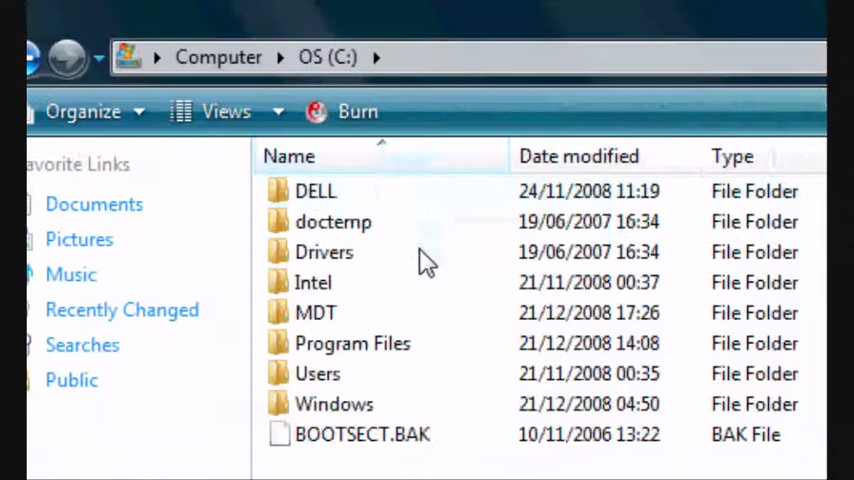 Computer OS (C:)
Organize Views Burn
avorite Links
Documents
Pictures
Music
Recently Changed
Searches
Public
Name Date modified Type
DELL 24/11/2008 11:19 File Folder
doctemp 19/06/2007 16:34 File Folder
Drivers 19/06/2007 16:34 File Folder
Intel 21/11/2008 00:37 File Folder
MDT 21/12/2008 17:26 File Folder
Program Files 21/12/2008 14:08 File Folder
Users 21/11/2008 00:35 File Folder
Windows 21/12/2008 04:50 File Folder
BOOTSECT.BAK 10/11/2006 13:22 BAK File